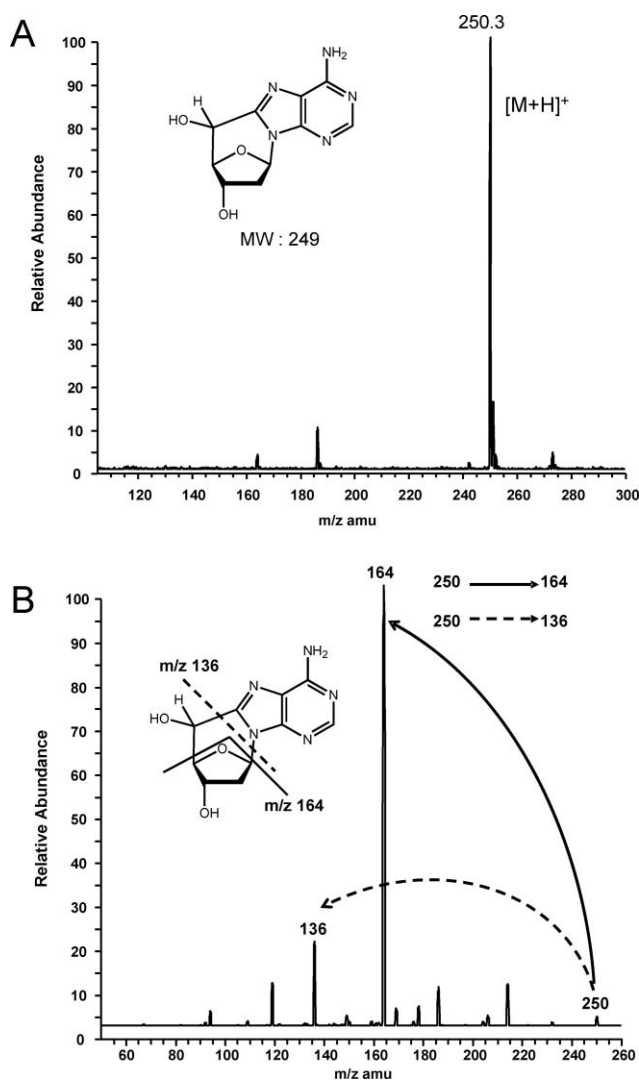 A
250.3
[M+H]+
NH2
H
HO
N
N
N
N
O
OH
MW : 249
Relative Abundance
100
90
80
70
60
50
40
30
20
10
0
120 140 160 180 200 220 240 260 280 300
m/z amu
B
164
250 164
250 136
m/z 136
NH2
H
HO
N
N
N
N
O
OH
m/z 164
136
250
Relative Abundance
100
90
80
70
60
50
40
30
20
10
0
60 80 100 120 140 160 180 200 220 240 260
m/z amu